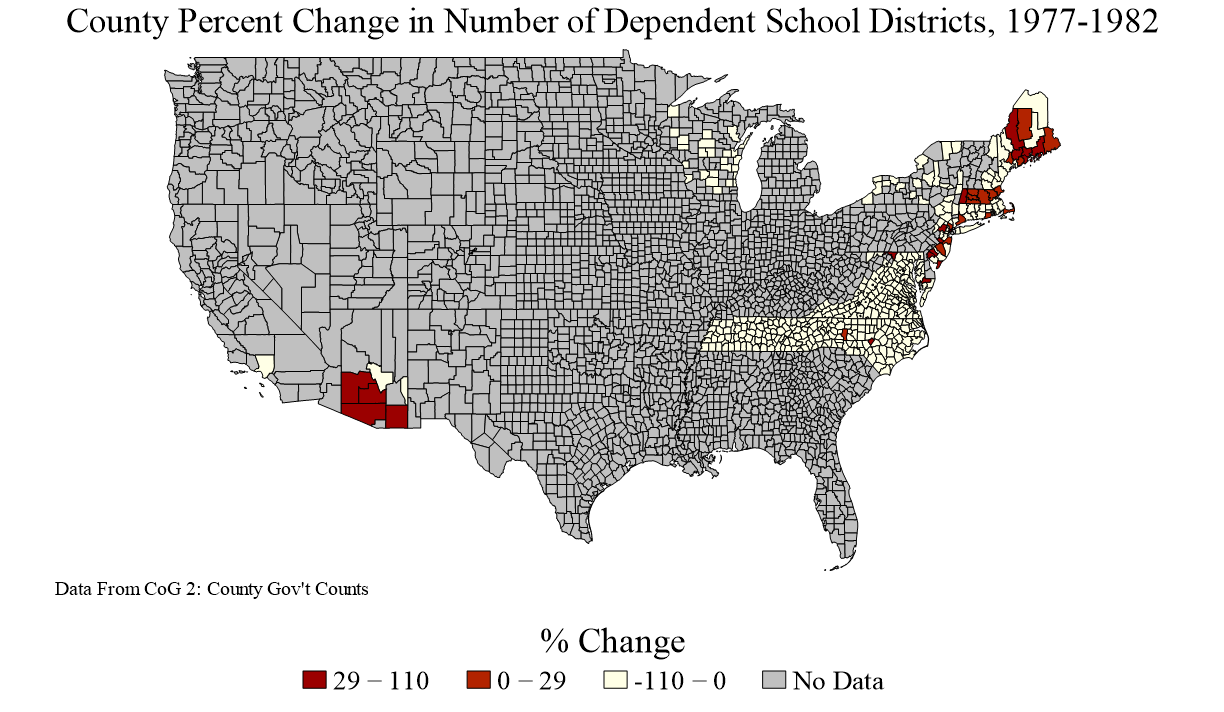 County Percent Change in Number of Dependent School Districts, 1977-1982
Data From CoG 2: County Gov't Counts
% Change
29 − 110
0 − 29
-110 − 0
No Data